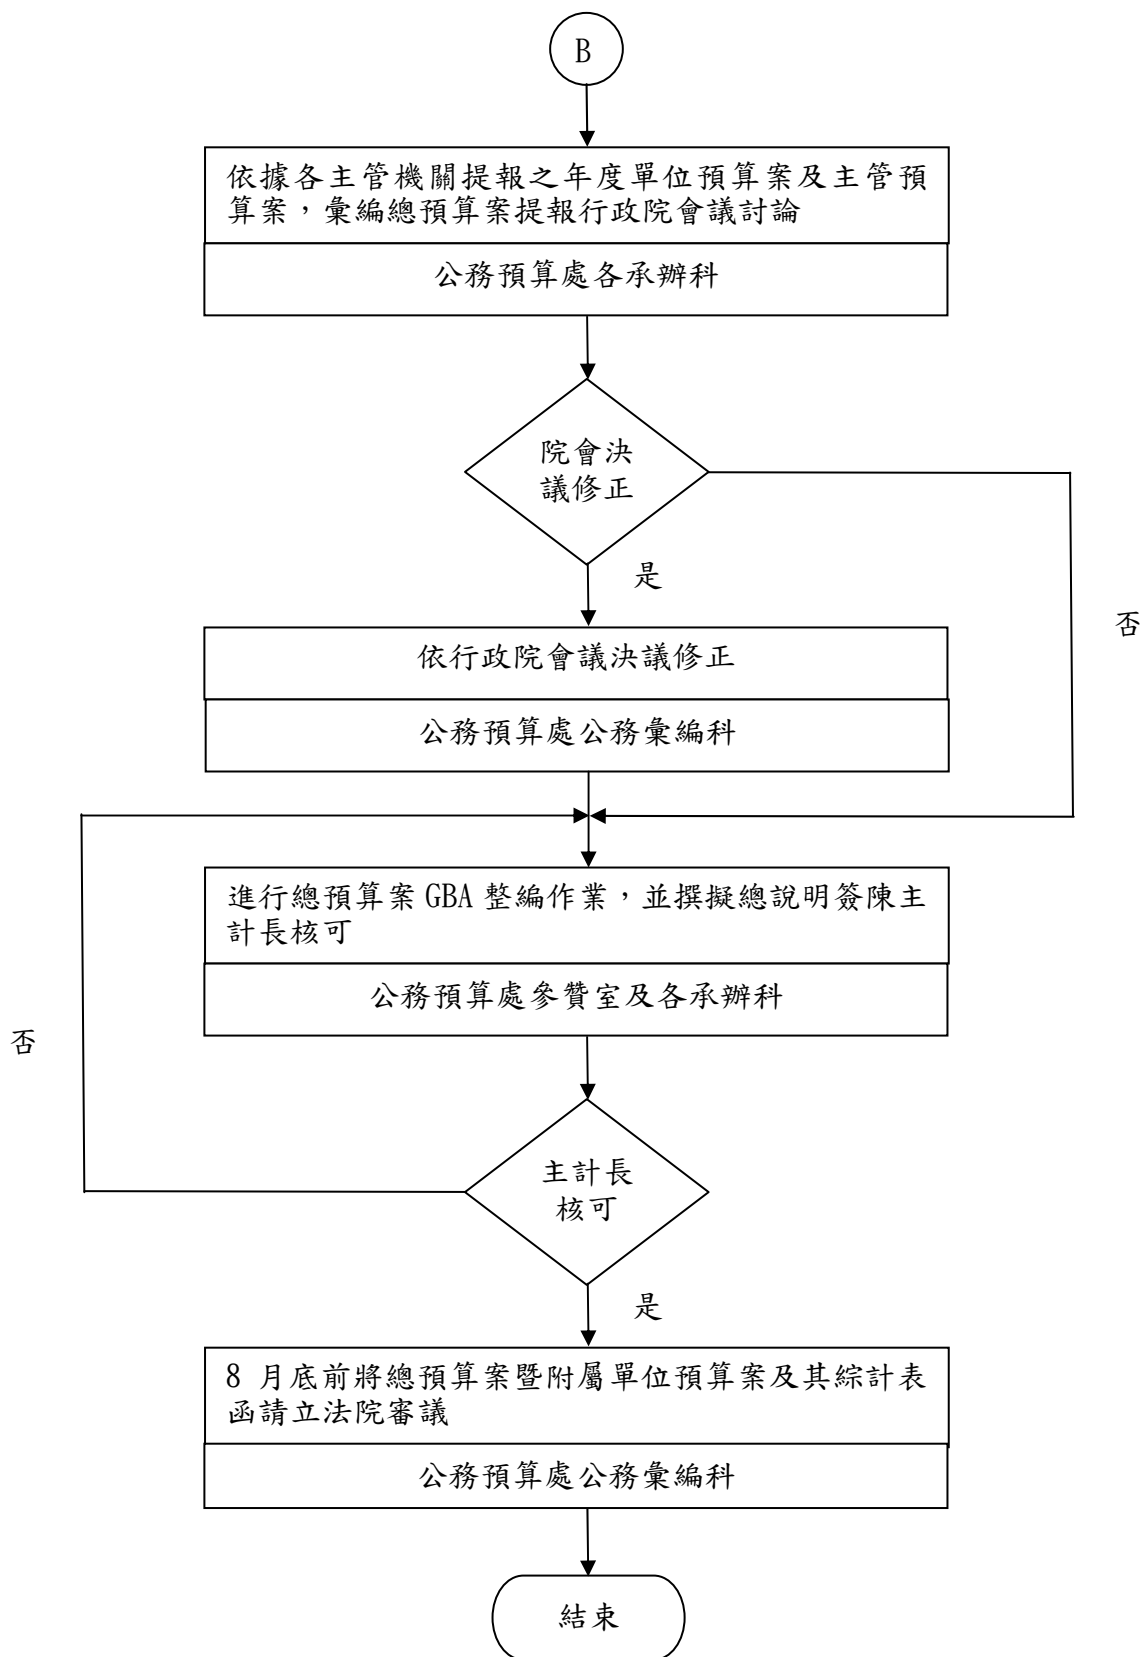 B
依據各主管機關提報之年度單位預算案及主管預
算案，彙編總預算案提報行政院會議討論
公務預算處各承辦科
院會決
議修正
是
否
依行政院會議決議修正
公務預算處公務彙編科
進行總預算案 GBA 整編作業，並撰擬總說明簽陳主
計長核可
公務預算處參贊室及各承辦科
否
主計長
核可
是
8 月底前將總預算案暨附屬單位預算案及其綜計表
函請立法院審議
公務預算處公務彙編科
結束